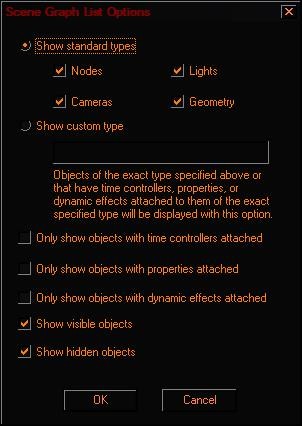 Scene Graph List Options
Show standard types
Nodes
Lights
Cameras
Geometry
Show custom type
Objects of the exact type specified above or
that have time controllers, properties, or
dynamic effects attached to them of the exact
specified type will be displayed with this option.
Only show objects with time controllers attached
Only show objects with properties attached
Only show objects with dynamic effects attached
Show visible objects
Show hidden objects
OK
Cancel